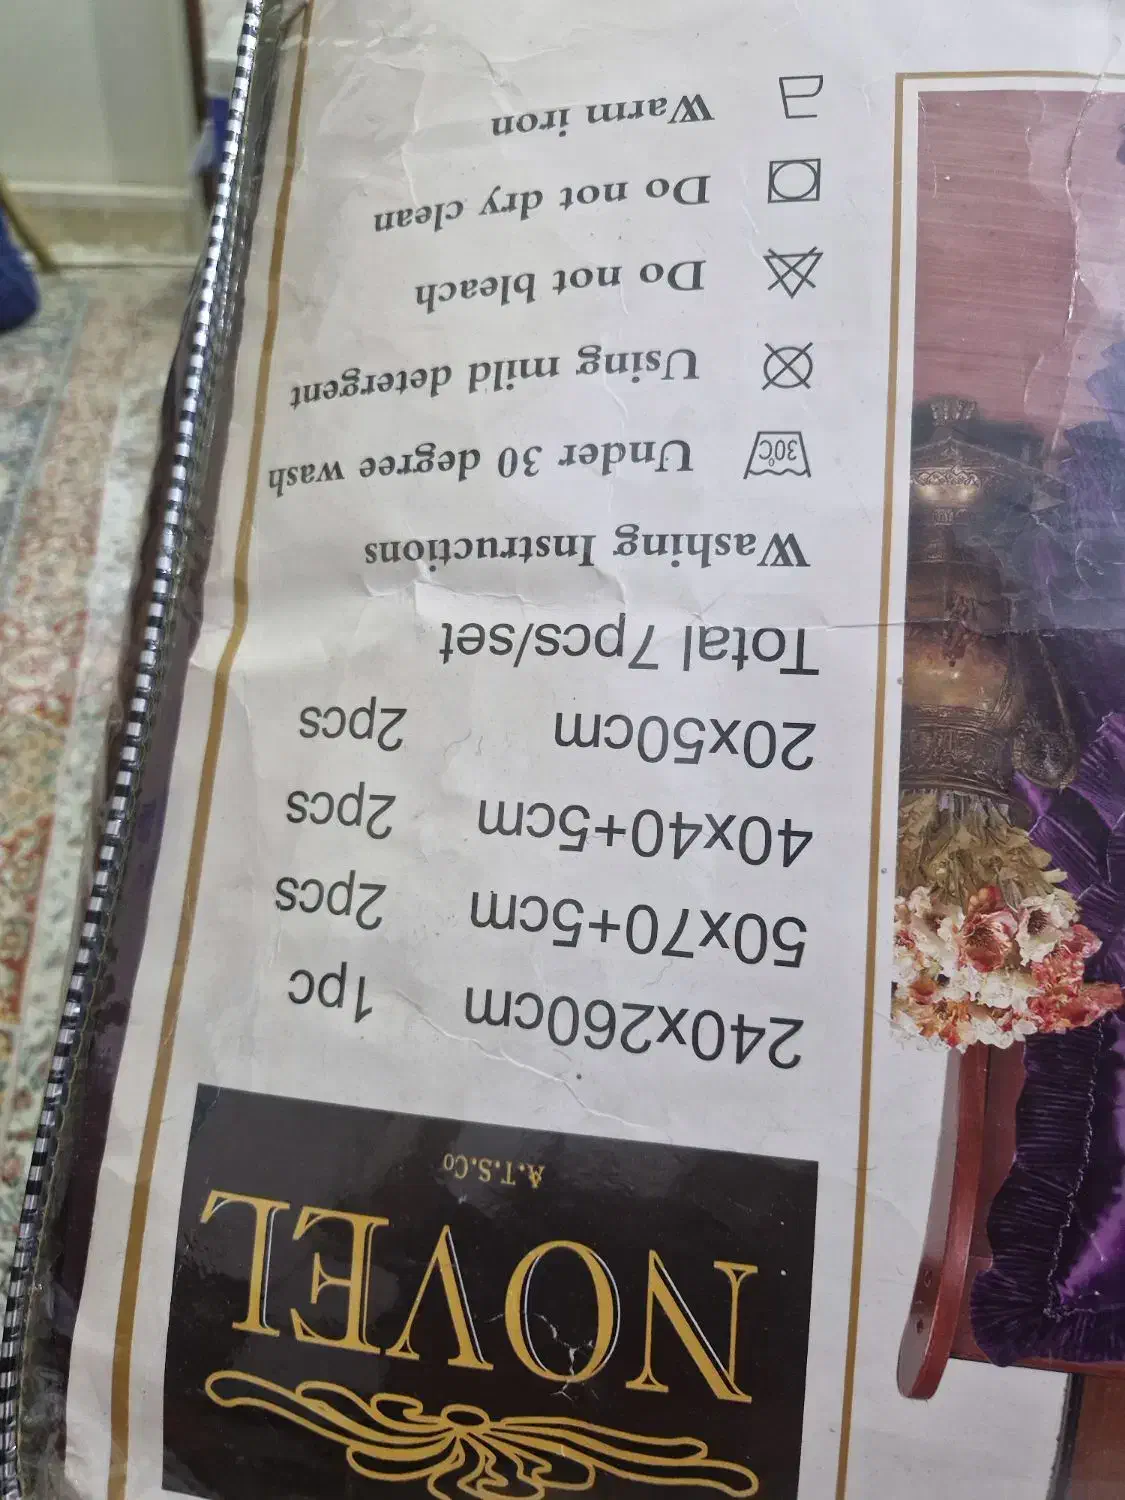 NOVEL
A.T.S.Co
240x260cm 1pc
50x70+5cm 2pcs
40x40+5cm 2pcs
20x50cm 2pcs
Total 7pcs/set
Washing Instructions
30°C Under 30 degree wash
Using mild detergent
Do not bleach
Do not dry clean
Warm iron